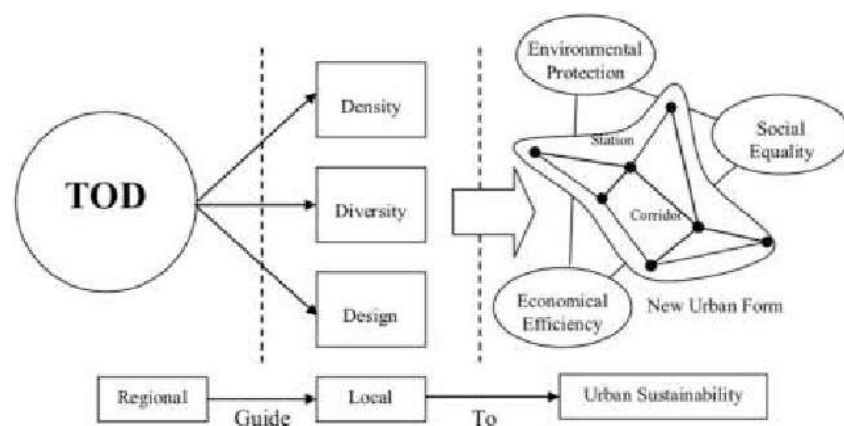 TOD
Density
Diversity
Design
Environmental
Protection
Social
Equality
Station
Corridor
Economical
Efficiency
New Urban Form
Regional
Guide
Local
To
Urban Sustainability